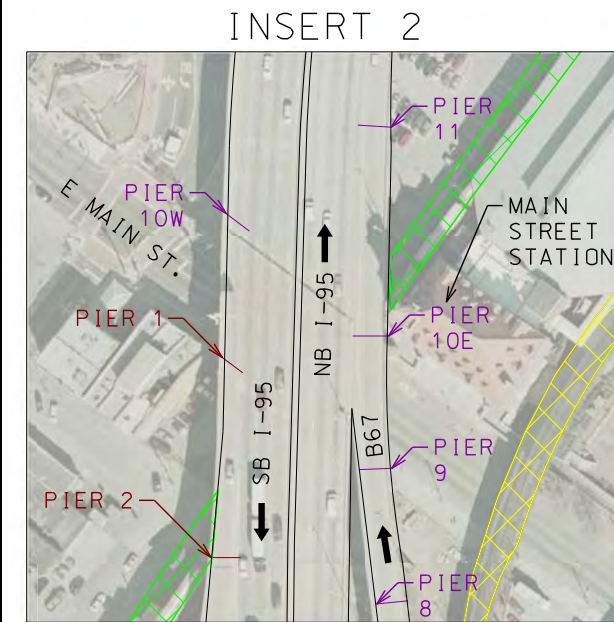 INSERT 2
PIER
11
PIER
10W
E MAIN ST.
MAIN
STREET
STATION
PIER 1
NB I-95
PIER
10E
SB I-95
B67
PIER
9
PIER 2
PIER
8